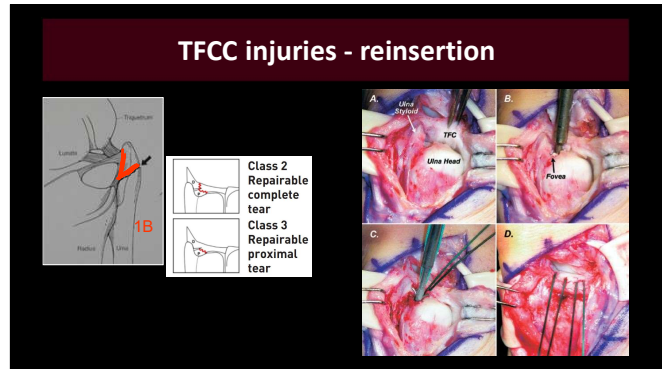 TFCC injuries - reinsertion
Triquetrum
Lunate
1B
Radius
Ulna
Class 2
Repairable
complete
tear
Class 3
Repairable
proximal
tear
A.
Ulna
Styloid
TFC
Ulna Head
B.
Fovea
C.
D.